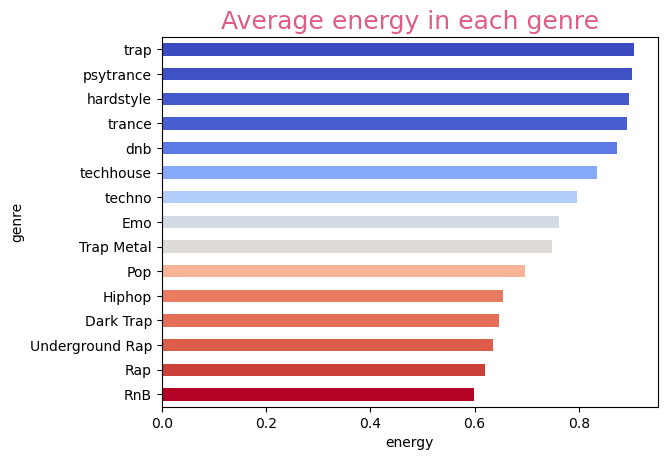 Average energy in each genre
trap
psytrance
hardstyle
trance
dnb
techhouse
techno
Emo
Trap Metal
Pop
Hiphop
Dark Trap
Underground Rap
Rap
RnB
genre
0.0 0.2 0.4 0.6 0.8
energy